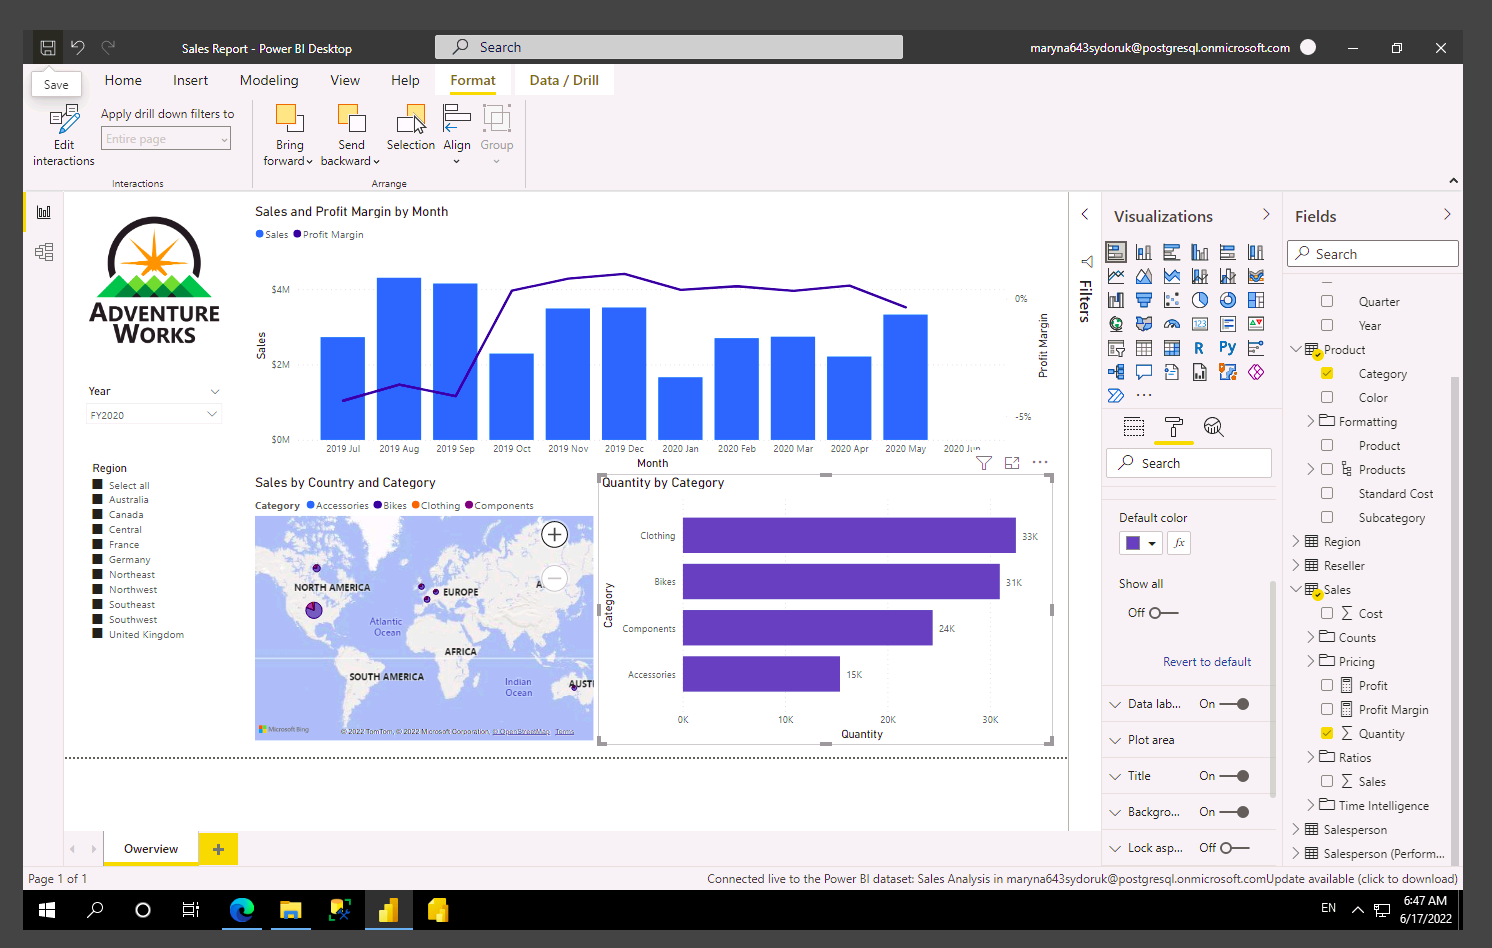 Sales Report - Power BI Desktop
Search
maryna643sydoruk@postgresql.onmicrosoft.com
Save
Home
Insert
Modeling
View
Help
Format
Data / Drill
Edit
interactions
Apply drill down filters to
Entire page
Interactions
Bring
forward
Send
backward
Selection
Align
Group
Arrange
ADVENTURE
WORKS
Year
FY2020
Region
Select all
Australia
Canada
Central
France
Germany
Northeast
Northwest
Southeast
Southwest
United Kingdom
Sales and Profit Margin by Month
Sales Profit Margin
$4M
$2M
$0M
Sales
0%
-5%
Profit Margin
2019 Jul 2019 Aug 2019 Sep 2019 Oct 2019 Nov 2019 Dec 2020 Jan 2020 Feb 2020 Mar 2020 Apr 2020 May 2020 Jun
Month
Sales by Country and Category
Category Accessories Bikes Clothing Components
NORTH AMERICA
EUROPE
A
Atlantic
Ocean
AFRICA
SOUTH AMERICA
Indian
Ocean
AUST
Microsoft Bing
© 2022 TomTom, © 2022 Microsoft Corporation, © OpenStreetMap Terms
Quantity by Category
Category
Clothing 33K
Bikes 31K
Components 24K
Accessories 15K
0K 10K 20K 30K
Quantity
Filters
Visualizations
123
R
Py
Search
Default color
fx
Show all
Off
Revert to default
Data lab... On
Plot area
Title On
Backgro... On
Lock asp... Off
Fields
Search
Quarter
Year
Product
Category
Color
Formatting
Product
Products
Standard Cost
Subcategory
Region
Reseller
Sales
Cost
Counts
Pricing
Profit
Profit Margin
Quantity
Ratios
Sales
Time Intelligence
Salesperson
Salesperson (Perform...
Overview
Page 1 of 1
Connected live to the Power BI dataset: Sales Analysis in maryna643sydoruk@postgresql.onmicrosoft.comUpdate available (click to download)
EN
6:47 AM
6/17/2022